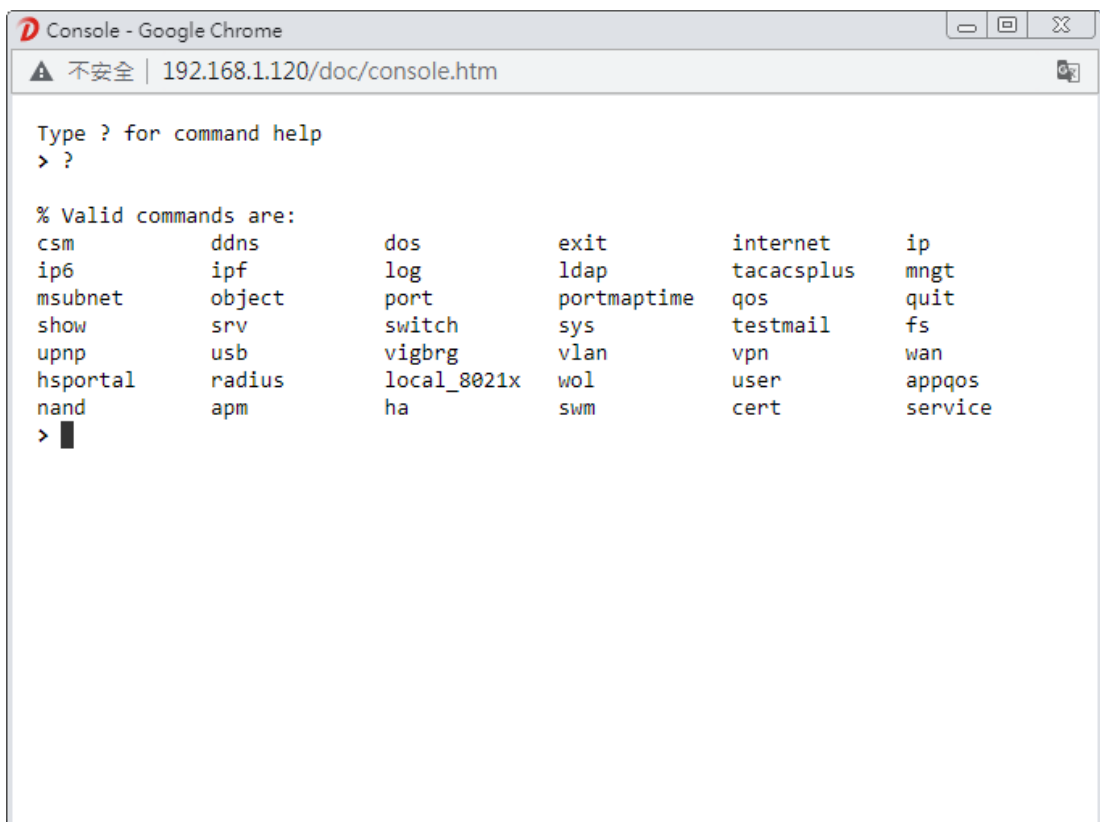 Console - Google Chrome
不安全 | 192.168.1.120/doc/console.htm
Type ? for command help
> ?
% Valid commands are:
csm ddns dos exit internet ip
ip6 ipf log ldap tacacsplus mngt
msubnet object port portmaptime qos quit
show srv switch sys testmail fs
upnp usb vigbrg vlan vpn wan
hsportal radius local_8021x wol user appqos
nand apm ha swm cert service
>